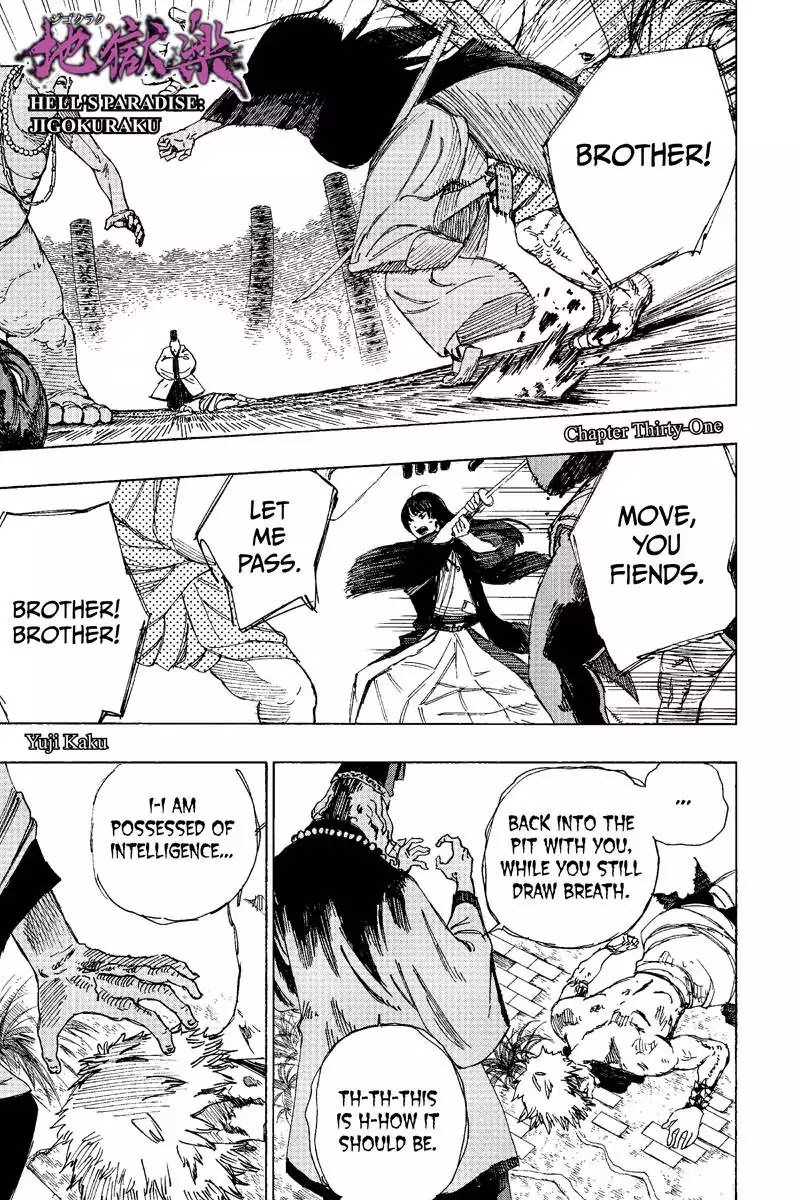 ジゴクラク
地獄楽
HELL'S PARADISE:
JIGOKURAKU
BROTHER!
Chapter Thirty-One
MOVE,
YOU
FIENDS.
LET
ME
PASS.
BROTHER!
BROTHER!
Yuji Kaku
...
BACK INTO THE
PIT WITH YOU,
WHILE YOU STILL
DRAW BREATH.
TH-TH-THIS
IS H-HOW IT
SHOULD BE.
I-I AM
POSSESSED OF
INTELLIGENCE...